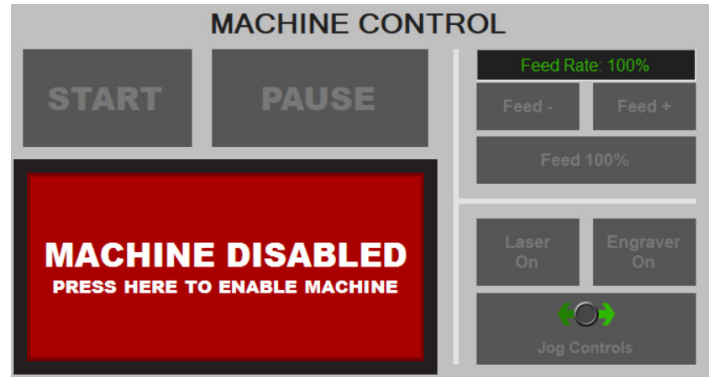 MACHINE CONTROL
START
PAUSE
MACHINE DISABLED
PRESS HERE TO ENABLE MACHINE
Feed Rate: 100%
Feed -
Feed +
Feed 100%
Laser
On
Engraver
On
Jog Controls